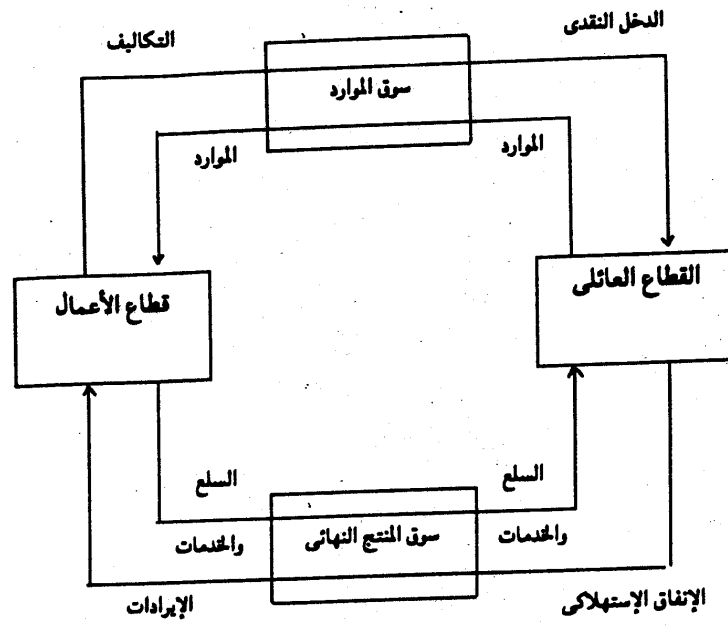 الدخل النقدى
التكاليف
سوق الموارد
الموارد
الموارد
القطاع العائلى
قطاع الأعمال
السلع
والخدمات
السلع
والخدمات
سوق المنتج النهائى
الإنفاق الإستهلاكى
الإيرادات